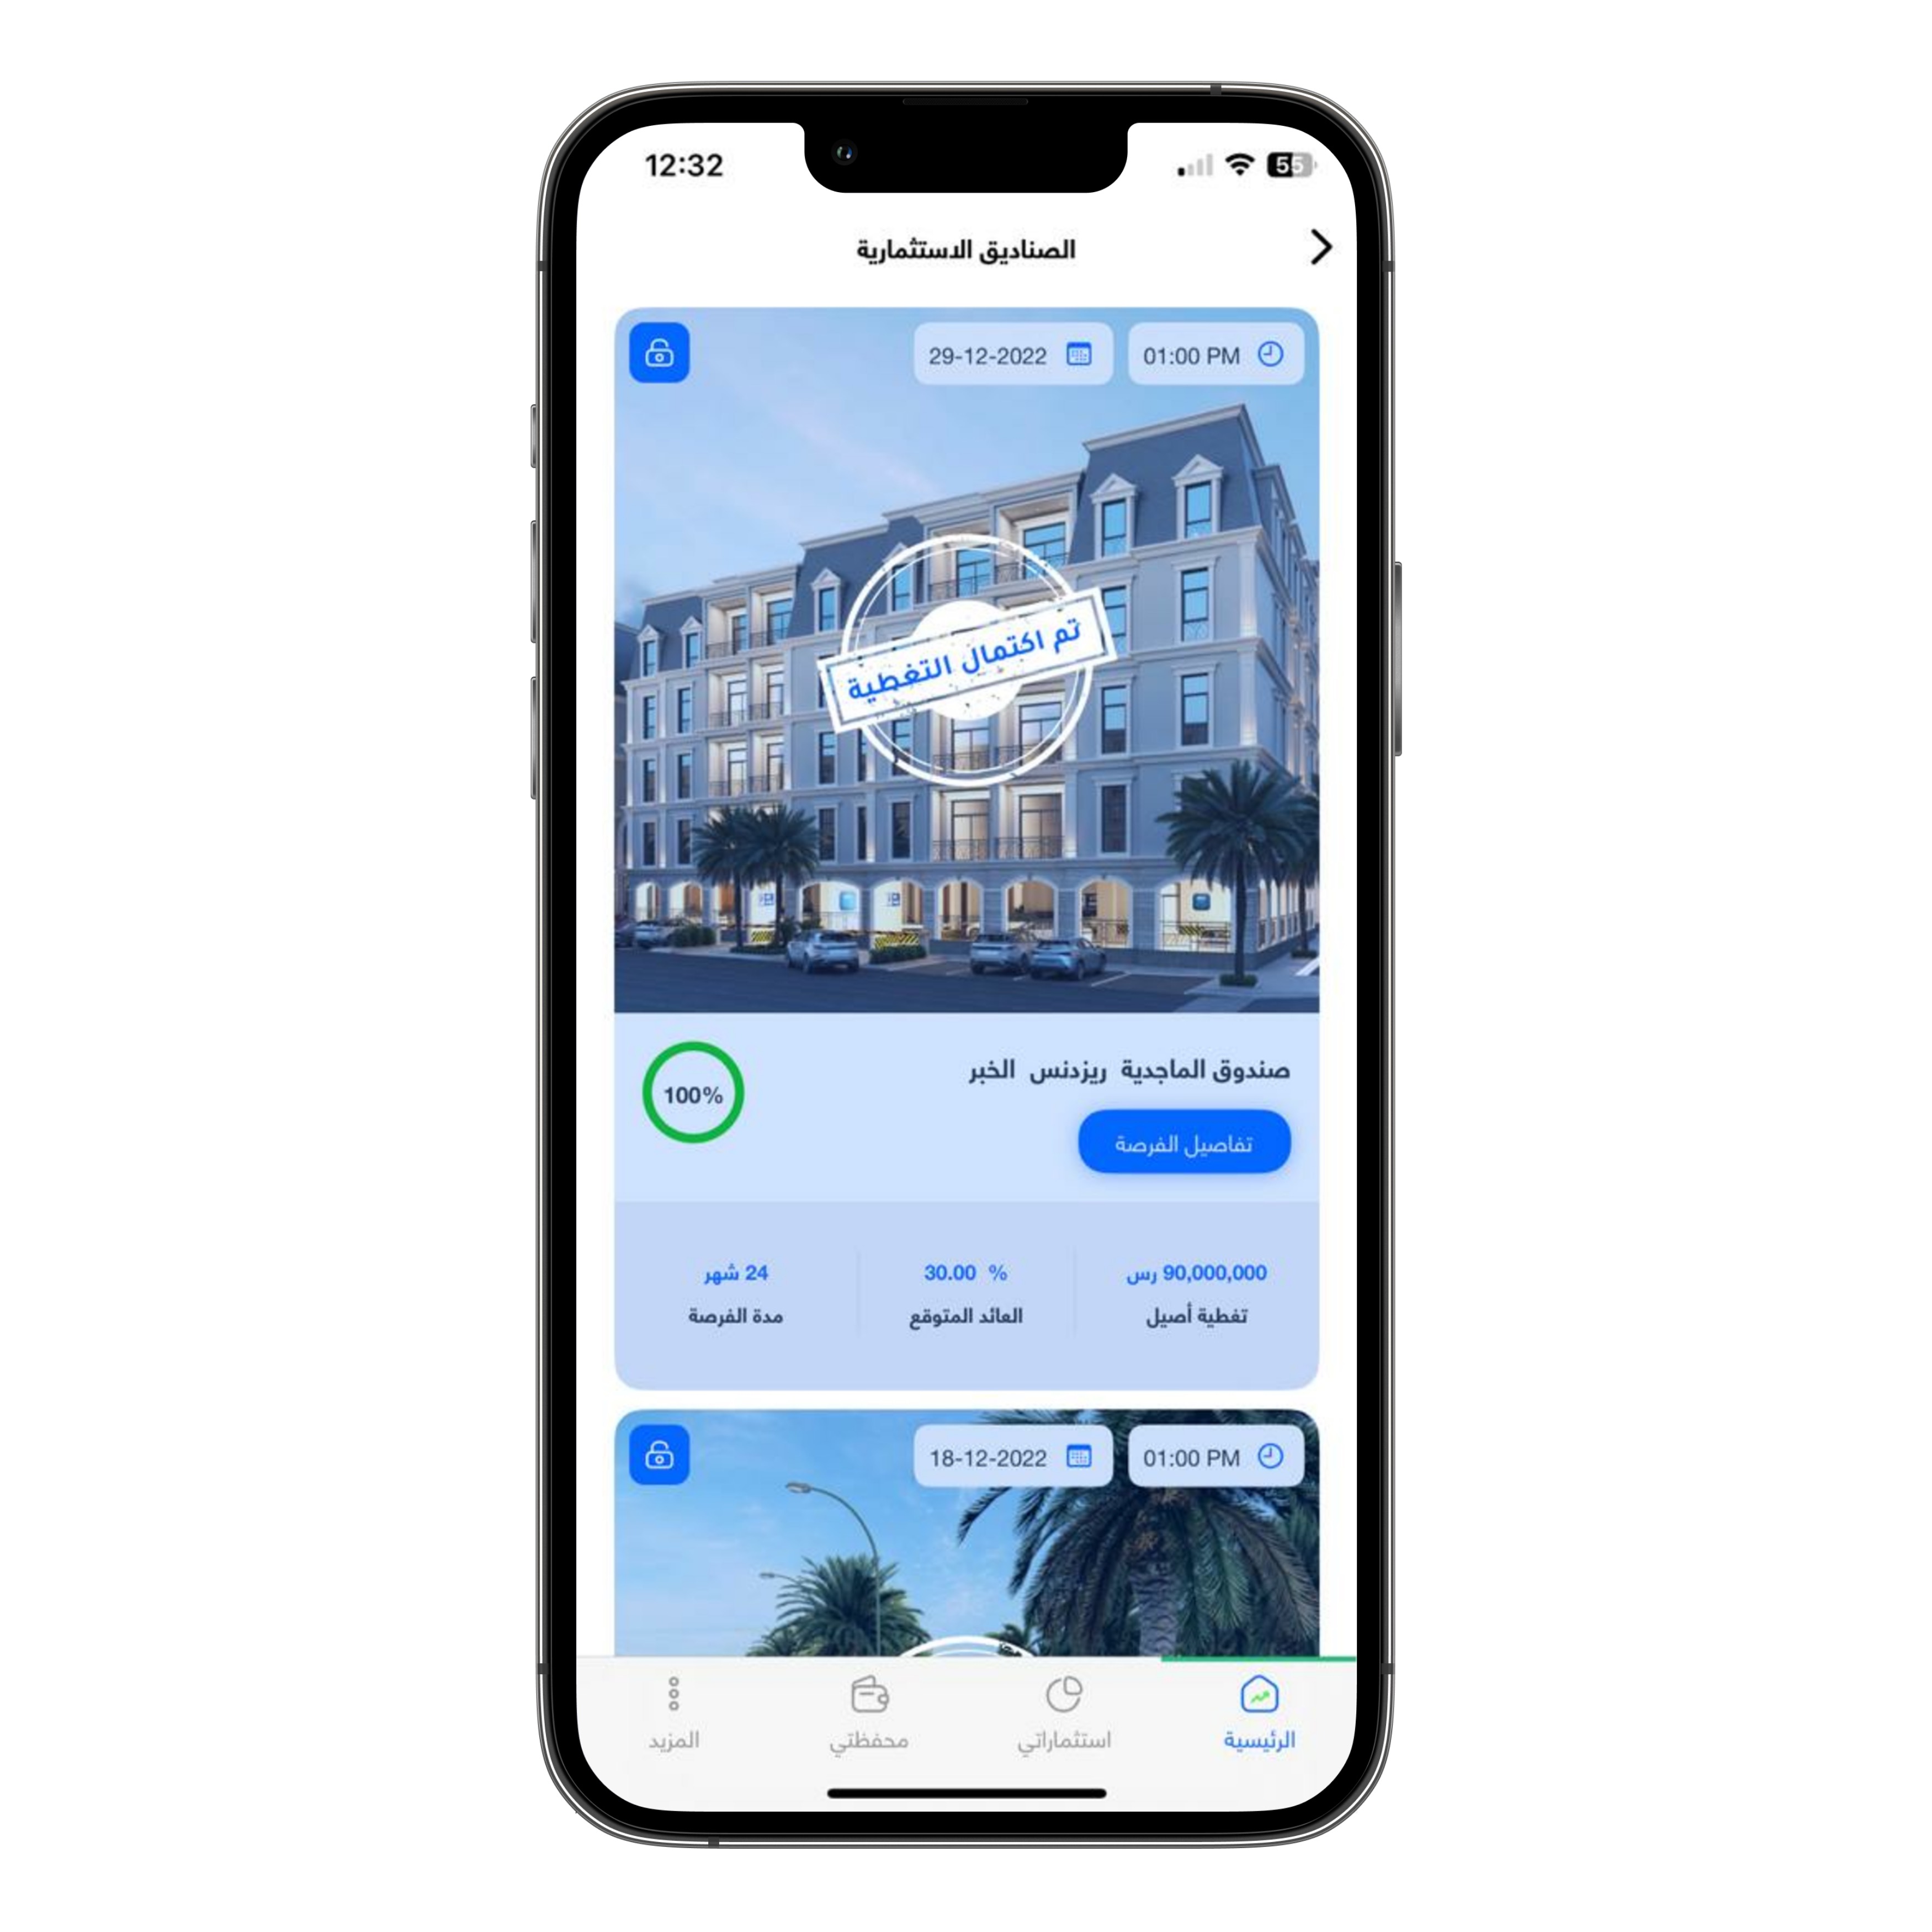 12:32
55
الصناديق الاستثمارية
01:00 PM
29-12-2022
تم اكتمال التغطية
صندوق الماجدية ريزدنس الخبر
100%
تفاصيل الفرصة
90,000,000 رس
30.00 %
24 شهر
تغطية أصيل
العائد المتوقع
مدة الفرصة
01:00 PM
18-12-2022
الرئيسية
استثماراتي
محفظتي
المزيد